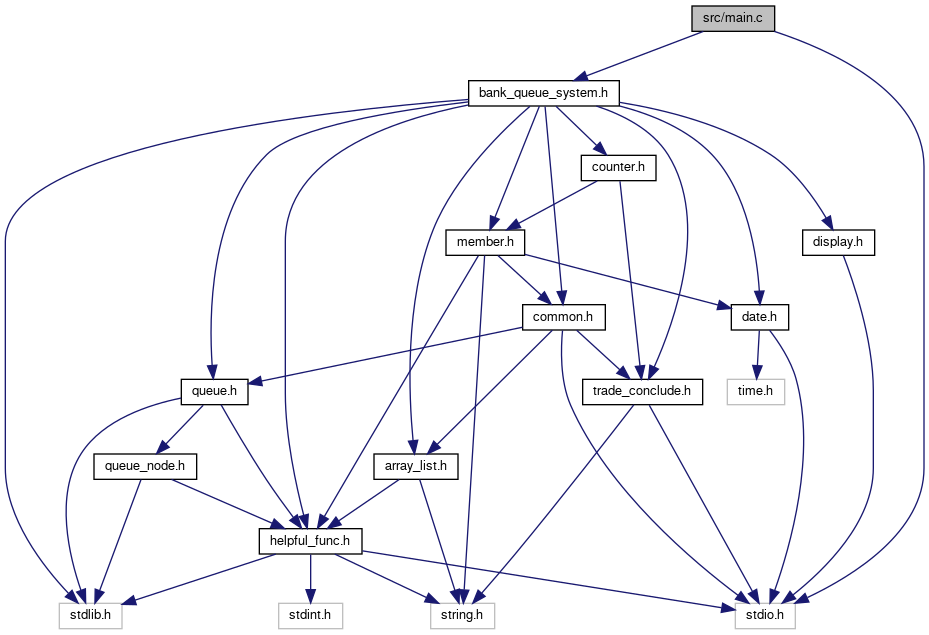 src/main.c
bank_queue_system.h
counter.h
member.h
display.h
common.h
date.h
queue.h
trade_conclude.h
time.h
queue_node.h
array_list.h
helpful_func.h
stdlib.h
stdint.h
string.h
stdio.h